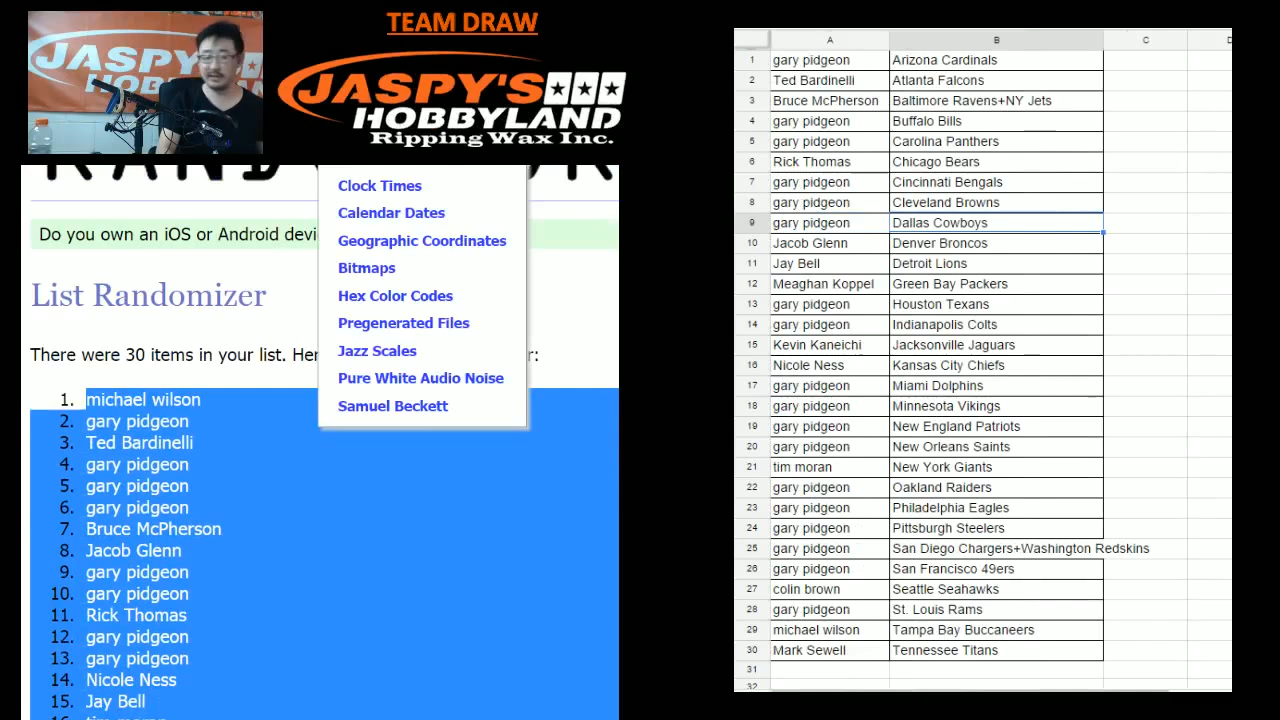 TEAM DRAW
JASPY'S
HOBBYLAND
Ripping Wax Inc.
JASPY'S
HOBBYLAND
Clock Times
Calendar Dates
Geographic Coordinates
Bitmaps
Hex Color Codes
Pregenerated Files
Jazz Scales
Pure White Audio Noise
Samuel Beckett
Do you own an iOS or Android devi
List Randomizer
There were 30 items in your list. Her
r:
1. michael wilson
2. gary pidgeon
3. Ted Bardinelli
4. gary pidgeon
5. gary pidgeon
6. gary pidgeon
7. Bruce McPherson
8. Jacob Glenn
9. gary pidgeon
10. gary pidgeon
11. Rick Thomas
12. gary pidgeon
13. gary pidgeon
14. Nicole Ness
15. Jay Bell
16. tim moran
A B C D
1 gary pidgeon Arizona Cardinals
2 Ted Bardinelli Atlanta Falcons
3 Bruce McPherson Baltimore Ravens+NY Jets
4 gary pidgeon Buffalo Bills
5 gary pidgeon Carolina Panthers
6 Rick Thomas Chicago Bears
7 gary pidgeon Cincinnati Bengals
8 gary pidgeon Cleveland Browns
9 gary pidgeon Dallas Cowboys
10 Jacob Glenn Denver Broncos
11 Jay Bell Detroit Lions
12 Meaghan Koppel Green Bay Packers
13 gary pidgeon Houston Texans
14 gary pidgeon Indianapolis Colts
15 Kevin Kaneichi Jacksonville Jaguars
16 Nicole Ness Kansas City Chiefs
17 gary pidgeon Miami Dolphins
18 gary pidgeon Minnesota Vikings
19 gary pidgeon New England Patriots
20 gary pidgeon New Orleans Saints
21 tim moran New York Giants
22 gary pidgeon Oakland Raiders
23 gary pidgeon Philadelphia Eagles
24 gary pidgeon Pittsburgh Steelers
25 gary pidgeon San Diego Chargers+Washington Redskins
26 gary pidgeon San Francisco 49ers
27 colin brown Seattle Seahawks
28 gary pidgeon St. Louis Rams
29 michael wilson Tampa Bay Buccaneers
30 Mark Sewell Tennessee Titans
31
32